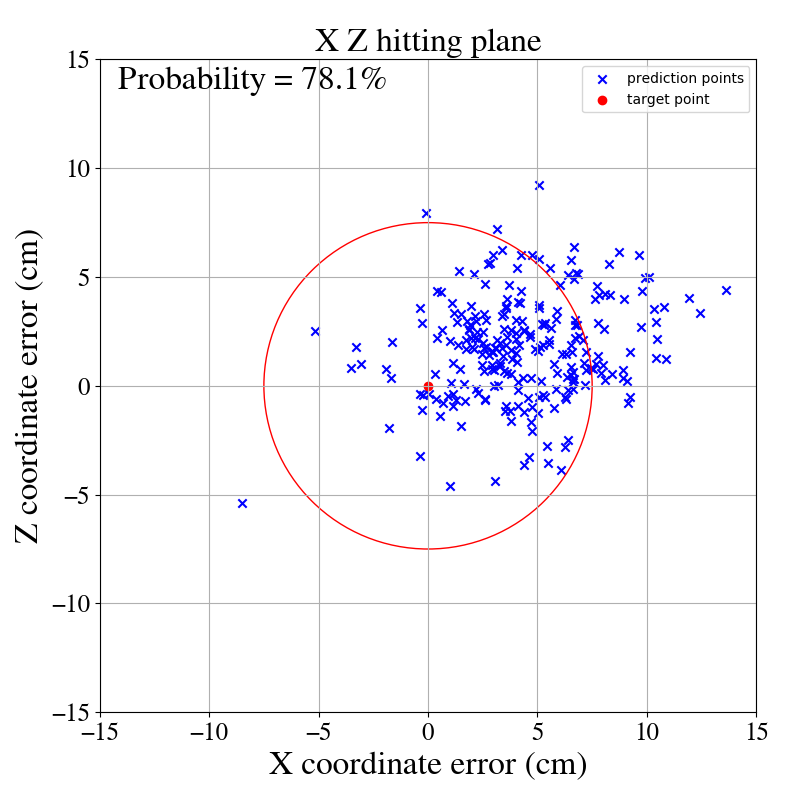 X Z hitting plane
Probability = 78.1%
prediction points
target point
Z coordinate error (cm)
15
10
5
0
−5
−10
−15
−15
−10
−5
0
5
10
15
X coordinate error (cm)